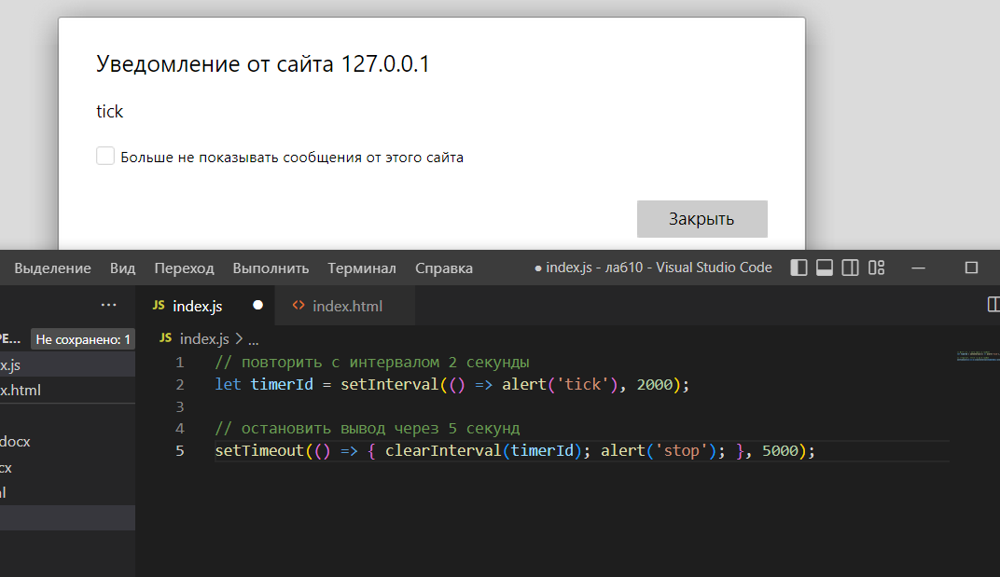 Уведомление от сайта 127.0.0.1
tick
Больше не показывать сообщения от этого сайта
Закрыть
Выделение Вид Переход Выполнить Терминал Справка ● index.js - ла610 - Visual Studio Code
... JS index.js ● <> index.html
РЕ... Не сохранено: 1 JS index.js > ...
x.js
x.html
docx
cx
ml
1 // повторить с интервалом 2 секунды
2 let timerId = setInterval(() => alert('tick'), 2000);
3
4 // остановить вывод через 5 секунд
5 setTimeout(() => { clearInterval(timerId); alert('stop'); }, 5000);